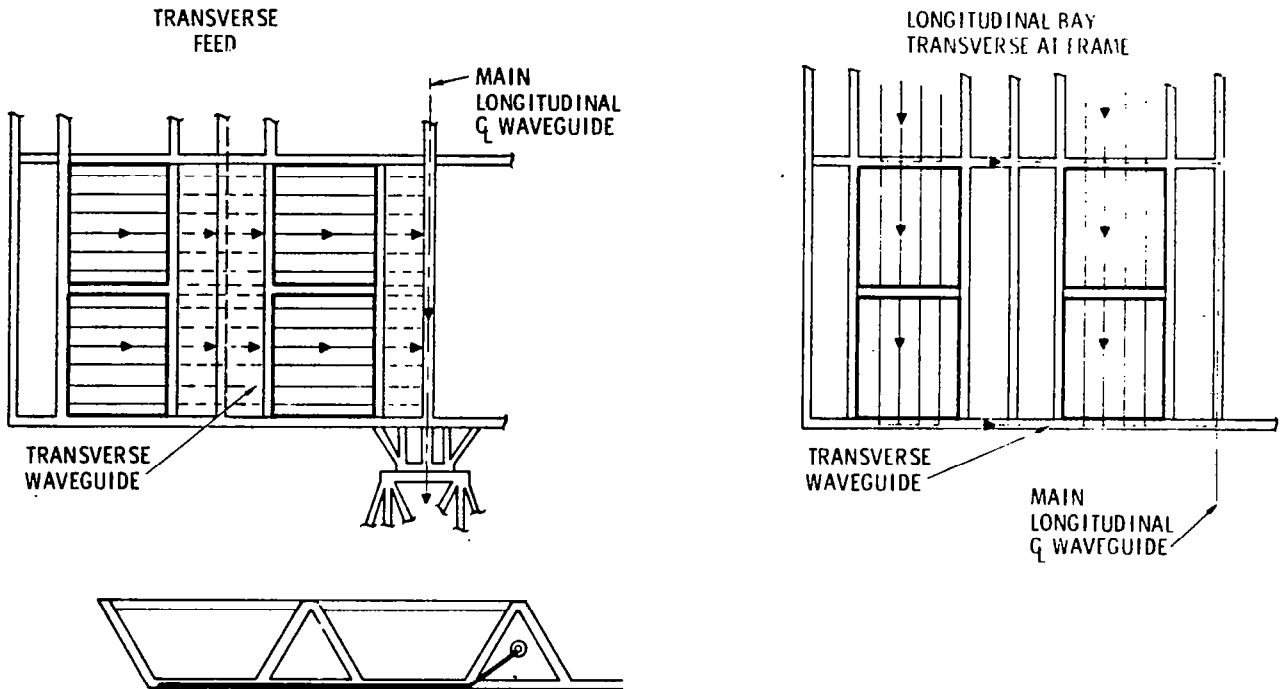 TRANSVERSE
FEED
MAIN
LONGITUDINAL
℄ WAVEGUIDE
TRANSVERSE
WAVEGUIDE
LONGITUDINAL BAY
TRANSVERSE AT FRAME
TRANSVERSE
WAVEGUIDE
MAIN
LONGITUDINAL
℄ WAVEGUIDE